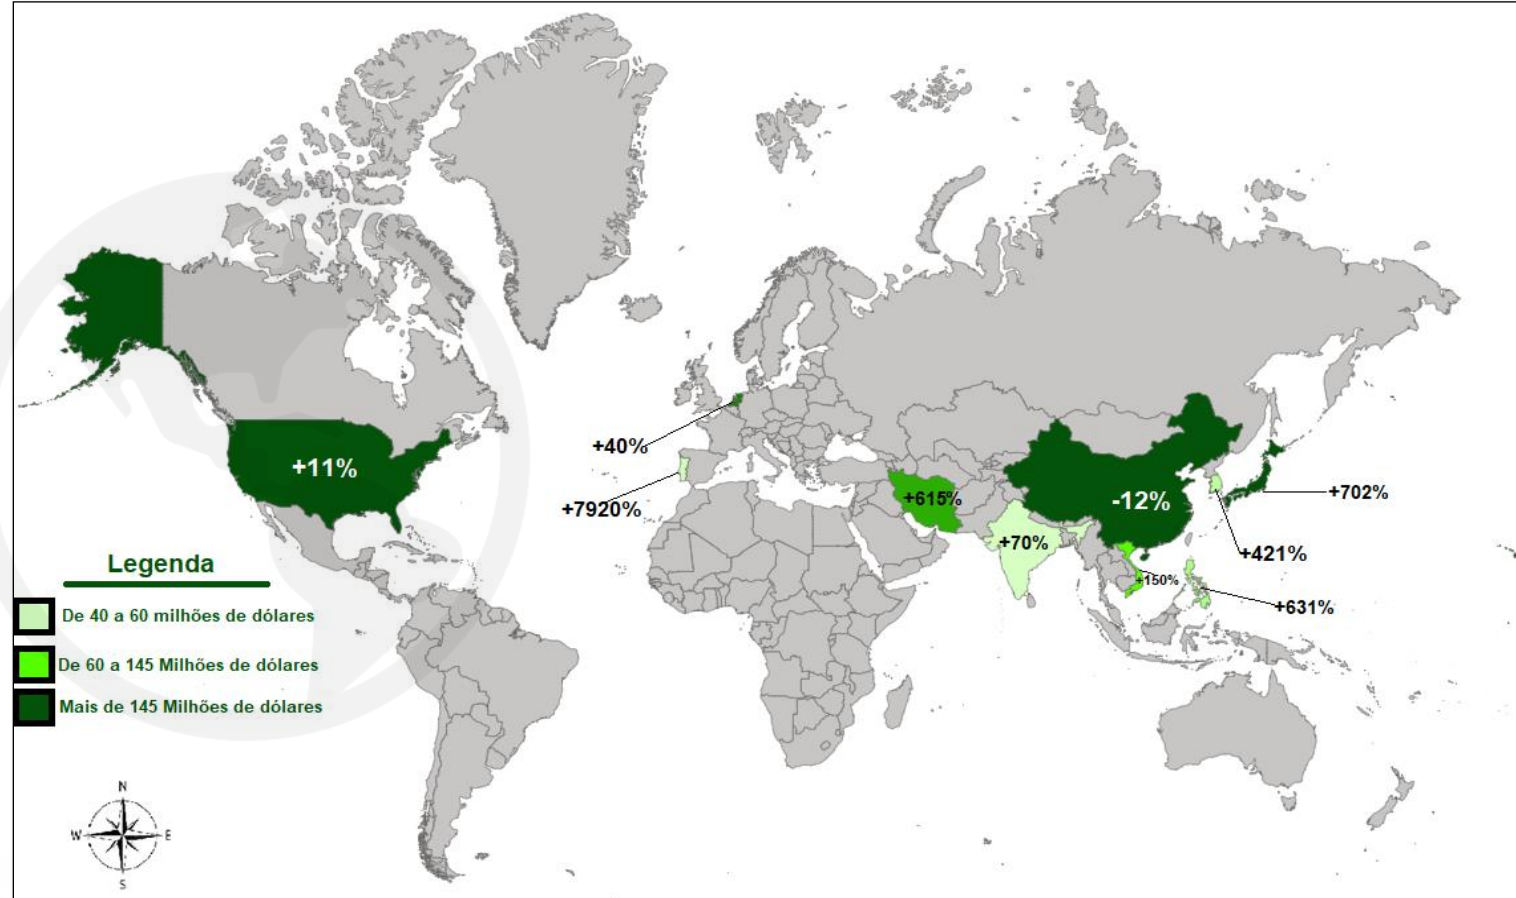 +40%
+11%
+7920%
+615%
-12%
+702%
+70%
+421%
+150%
+631%
Legenda
De 40 a 60 milhões de dólares
De 60 a 145 Milhões de dólares
Mais de 145 Milhões de dólares
N
W
E
S